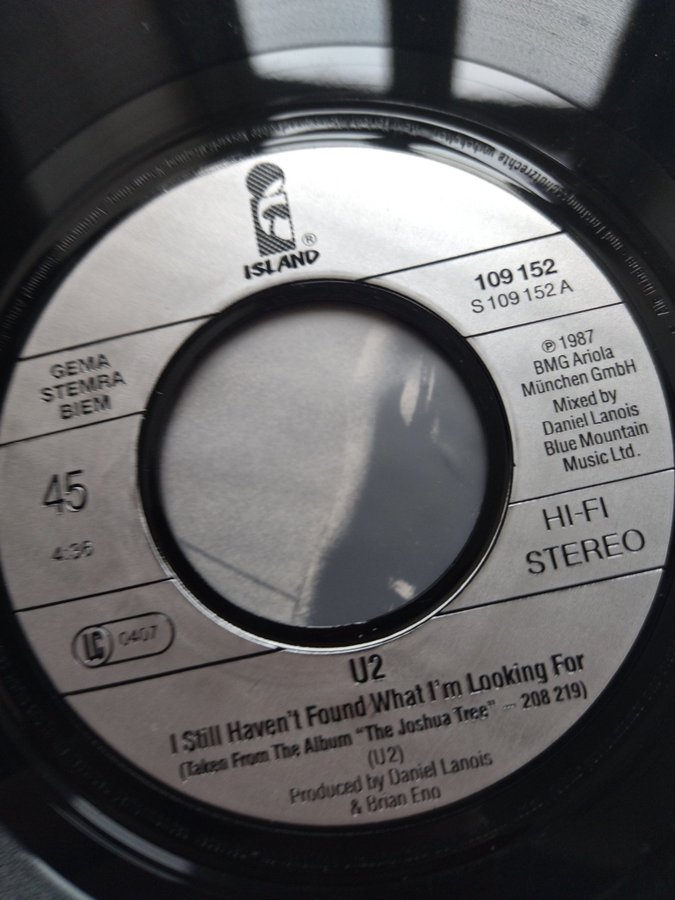 ISLAND ®
109 152
S 109 152 A
GEMA
STEMRA
BIEM
℗ 1987
BMG Ariola
München GmbH
Mixed by
Daniel Lanois
Blue Mountain
Music Ltd.
45
4:36
HI-FI
STEREO
LC 0407
U2
I Still Haven't Found What I'm Looking For
(Taken From The Album "The Joshua Tree" – 208 219)
(U2)
Produced by Daniel Lanois
& Brian Eno